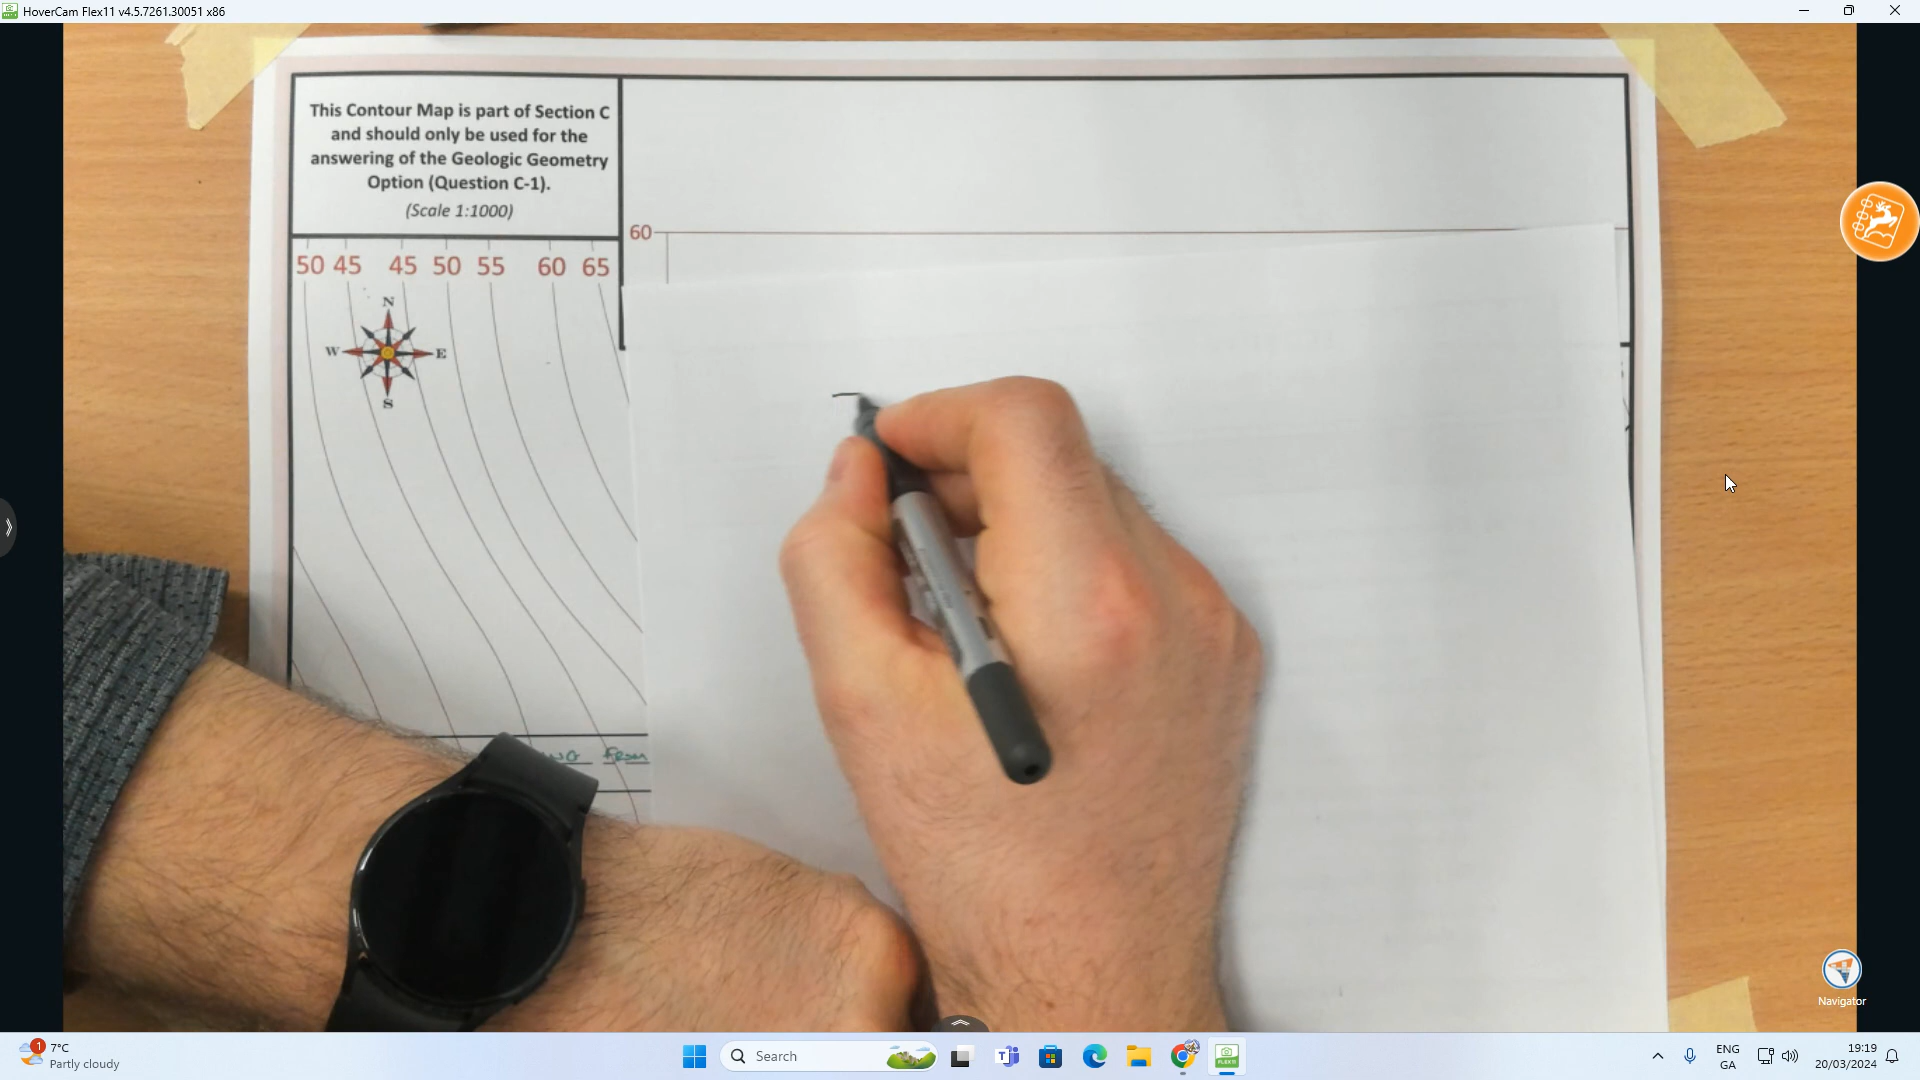 HoverCam Flex11 v4.5.7261.30051 x86
This Contour Map is part of Section C
and should only be used for the
answering of the Geologic Geometry
Option (Question C-1).
(Scale 1:1000)
60
50 45 45 50 55 60 65
N
W E
S
From
Navigator
1
7°C
Partly cloudy
Search
ENG
GA
19:19
20/03/2024